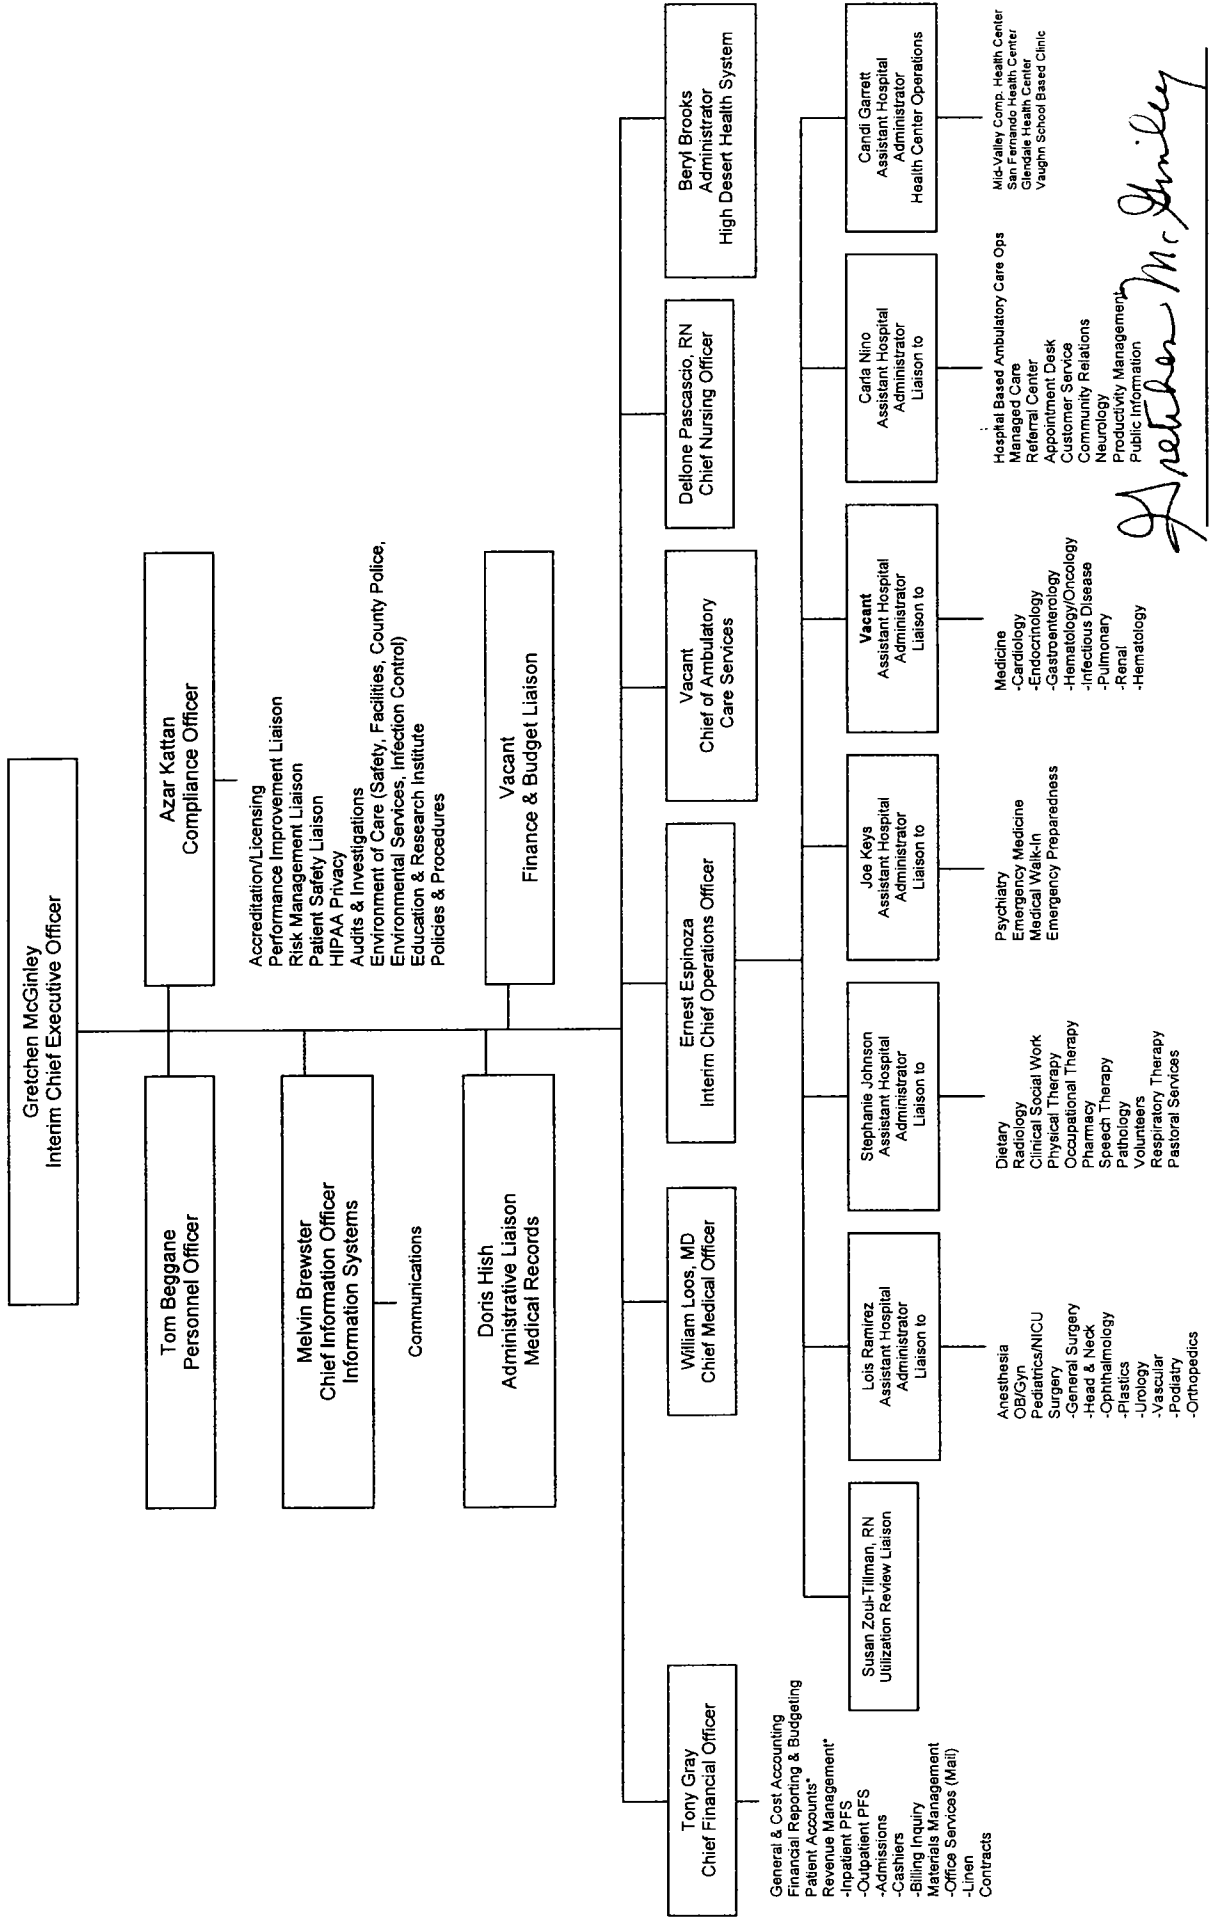 Gretchen McGinley
Interim Chief Executive Officer
Tom Beggane
Personnel Officer
Azar Kattan
Compliance Officer
Accreditation/Licensing
Performance Improvement Liaison
Risk Management Liaison
Patient Safety Liaison
HIPAA Privacy
Audits & Investigations
Environment of Care (Safety, Facilities, County Police,
Environmental Services, Infection Control)
Education & Research Institute
Policies & Procedures
Melvin Brewster
Chief Information Officer
Information Systems
Communications
Doris Hish
Administrative Liaison
Medical Records
Vacant
Finance & Budget Liaison
Tony Gray
Chief Financial Officer
General & Cost Accounting
Financial Reporting & Budgeting
Patient Accounts*
Revenue Management*
-Inpatient PFS
-Outpatient PFS
-Admissions
-Cashiers
-Billing Inquiry
Materials Management
-Office Services (Mail)
-Linen
Contracts
William Loos, MD
Chief Medical Officer
Ernest Espinoza
Interim Chief Operations Officer
Vacant
Chief of Ambulatory
Care Services
Dellone Pascascio, RN
Chief Nursing Officer
Beryl Brooks
Administrator
High Desert Health System
Susan Zoul-Tillman, RN
Utilization Review Liaison
Lois Ramirez
Assistant Hospital
Administrator
Liaison to
Anesthesia
OB/Gyn
Pediatrics/NICU
Surgery
-General Surgery
-Head & Neck
-Ophthalmology
-Plastics
-Urology
-Vascular
-Podiatry
-Orthopedics
Stephanie Johnson
Assistant Hospital
Administrator
Liaison to
Dietary
Radiology
Clinical Social Work
Physical Therapy
Occupational Therapy
Pharmacy
Speech Therapy
Pathology
Volunteers
Respiratory Therapy
Pastoral Services
Joe Keys
Assistant Hospital
Administrator
Liaison to
Psychiatry
Emergency Medicine
Medical Walk-In
Emergency Preparedness
Vacant
Assistant Hospital
Administrator
Liaison to
Medicine
-Cardiology
-Endocrinology
-Gastroenterology
-Hematology/Oncology
-Infectious Disease
-Pulmonary
-Renal
-Hematology
Carla Nino
Assistant Hospital
Administrator
Liaison to
Hospital Based Ambulatory Care Ops
Managed Care
Referral Center
Appointment Desk
Customer Service
Community Relations
Neurology
Productivity Management
Public Information
Candi Garrett
Assistant Hospital
Administrator
Health Center Operations
Mid-Valley Comp. Health Center
San Fernando Health Center
Glendale Health Center
Vaughn School Based Clinic
Gretchen McGinley